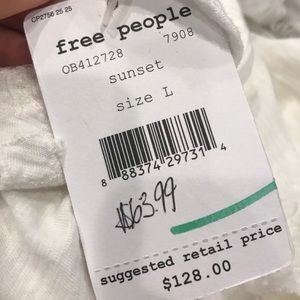 CP2756 25 25
free people
OB412728 7908
sunset
size L
8 88374 29731 4
$63.99
suggested retail price
$128.00